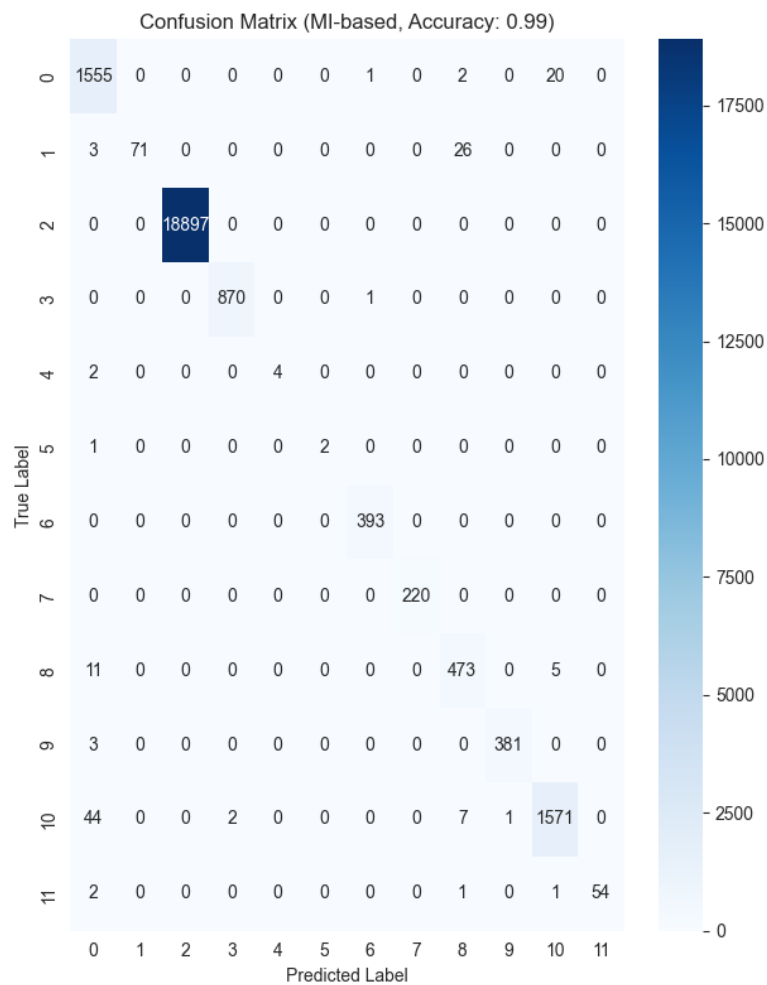 Confusion Matrix (MI-based, Accuracy: 0.99)
0 1555 0 0 0 0 0 1 0 2 0 20 0
1 3 71 0 0 0 0 0 0 26 0 0 0
2 0 0 18897 0 0 0 0 0 0 0 0 0
3 0 0 0 870 0 0 1 0 0 0 0 0
4 2 0 0 0 4 0 0 0 0 0 0 0
5 1 0 0 0 0 2 0 0 0 0 0 0
6 0 0 0 0 0 0 393 0 0 0 0 0
7 0 0 0 0 0 0 0 220 0 0 0 0
8 11 0 0 0 0 0 0 0 473 0 5 0
9 3 0 0 0 0 0 0 0 0 381 0 0
10 44 0 0 2 0 0 0 0 7 1 1571 0
11 2 0 0 0 0 0 0 0 1 0 1 54
0 1 2 3 4 5 6 7 8 9 10 11
Predicted Label
True Label
17500
15000
12500
10000
7500
5000
2500
0